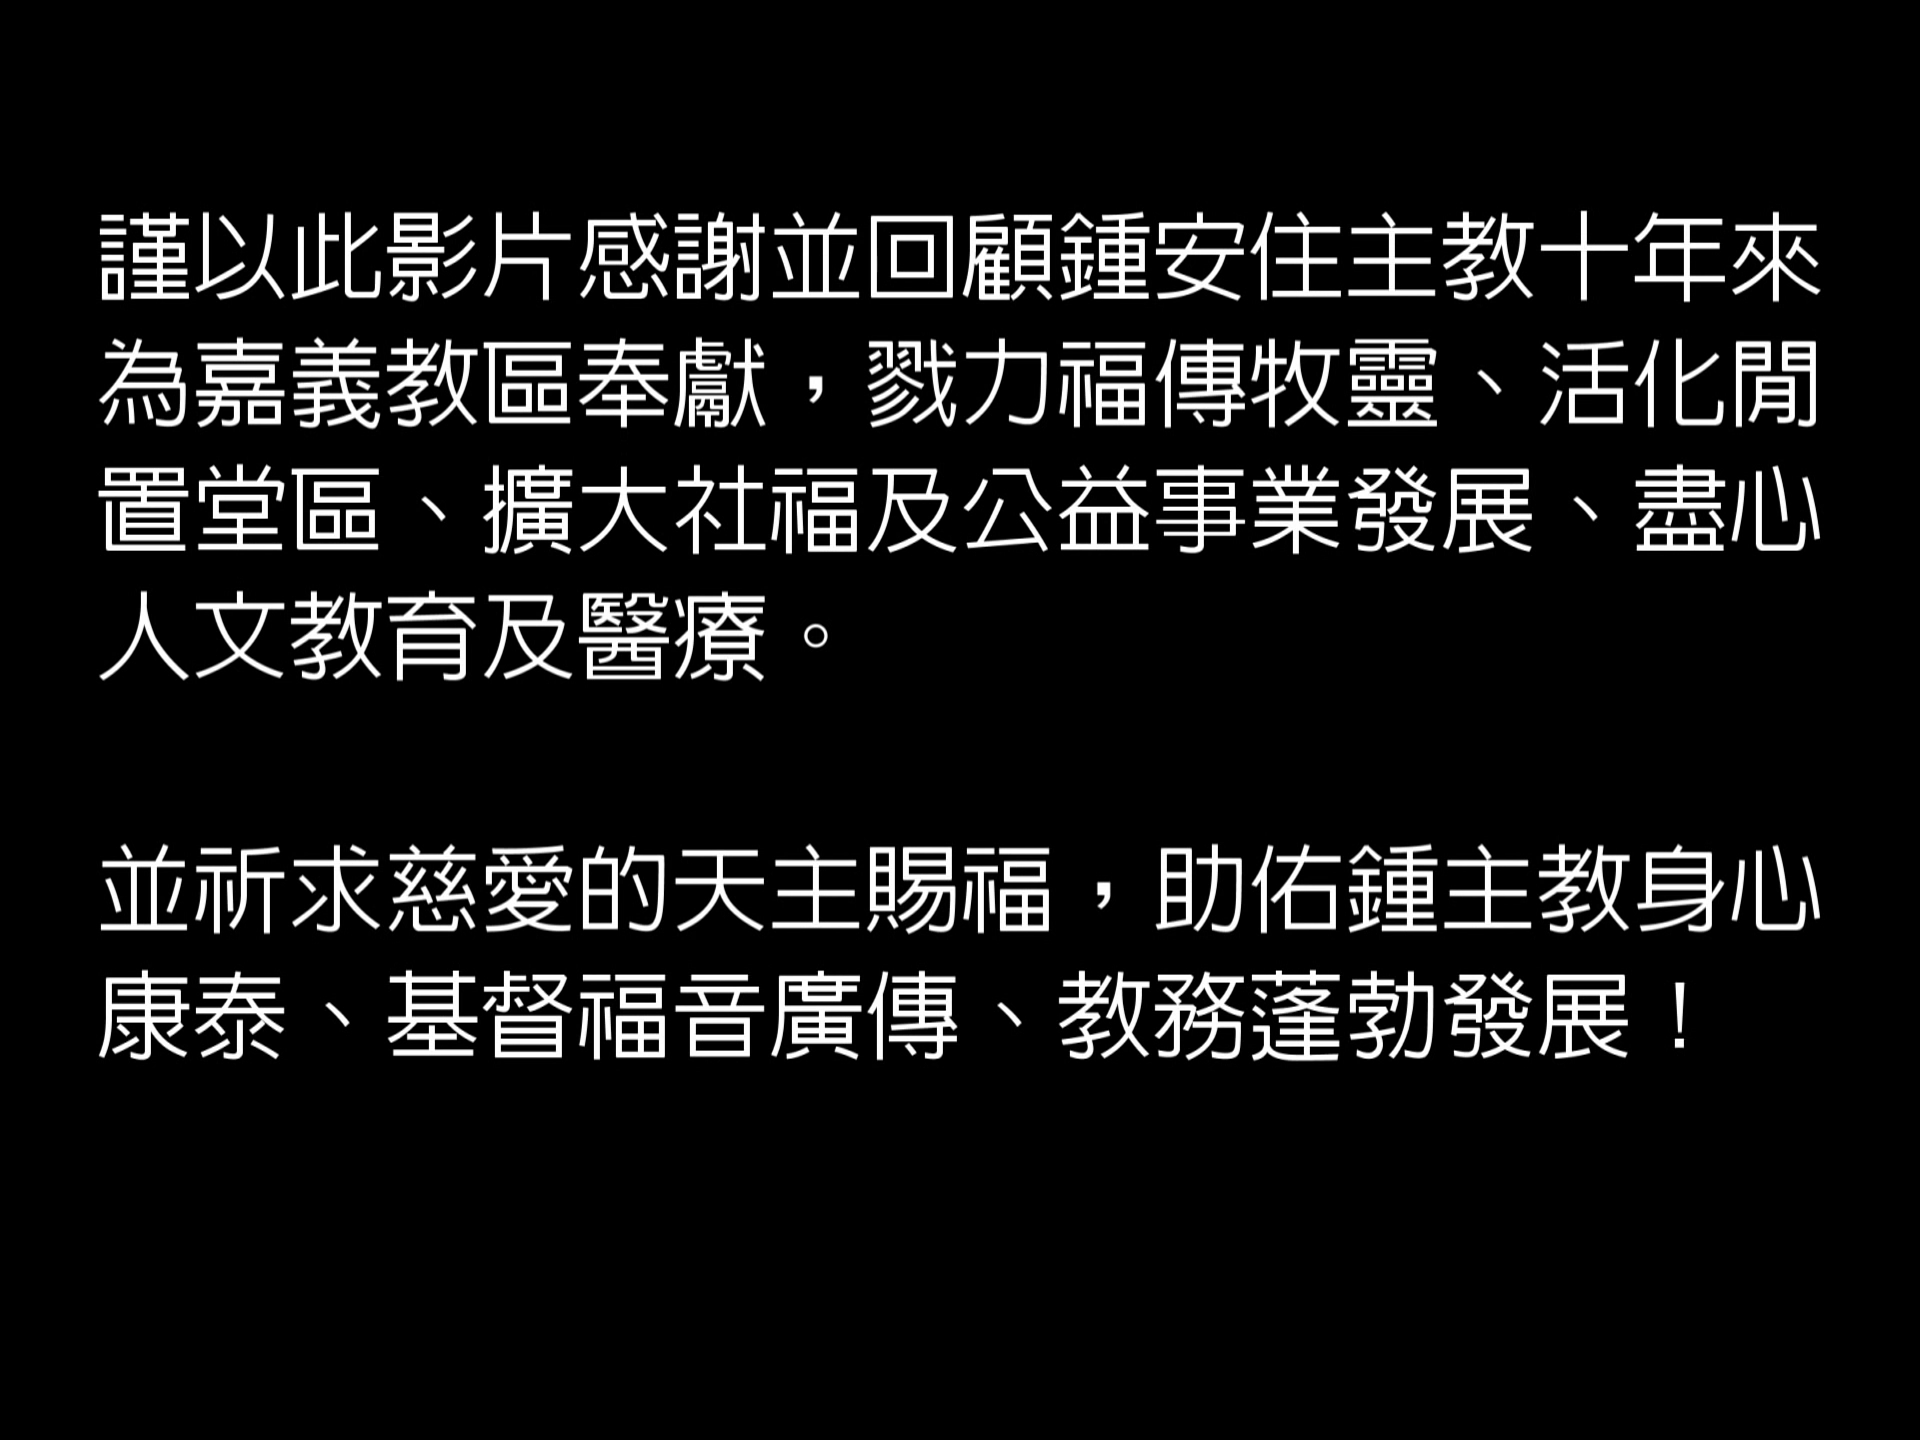 謹以此影片感謝並回顧鍾安住主教十年來
為嘉義教區奉獻，戮力福傳牧靈、活化閒
置堂區、擴大社福及公益事業發展、盡心
人文教育及醫療。
並祈求慈愛的天主賜福，助佑鍾主教身心
康泰、基督福音廣傳、教務蓬勃發展！